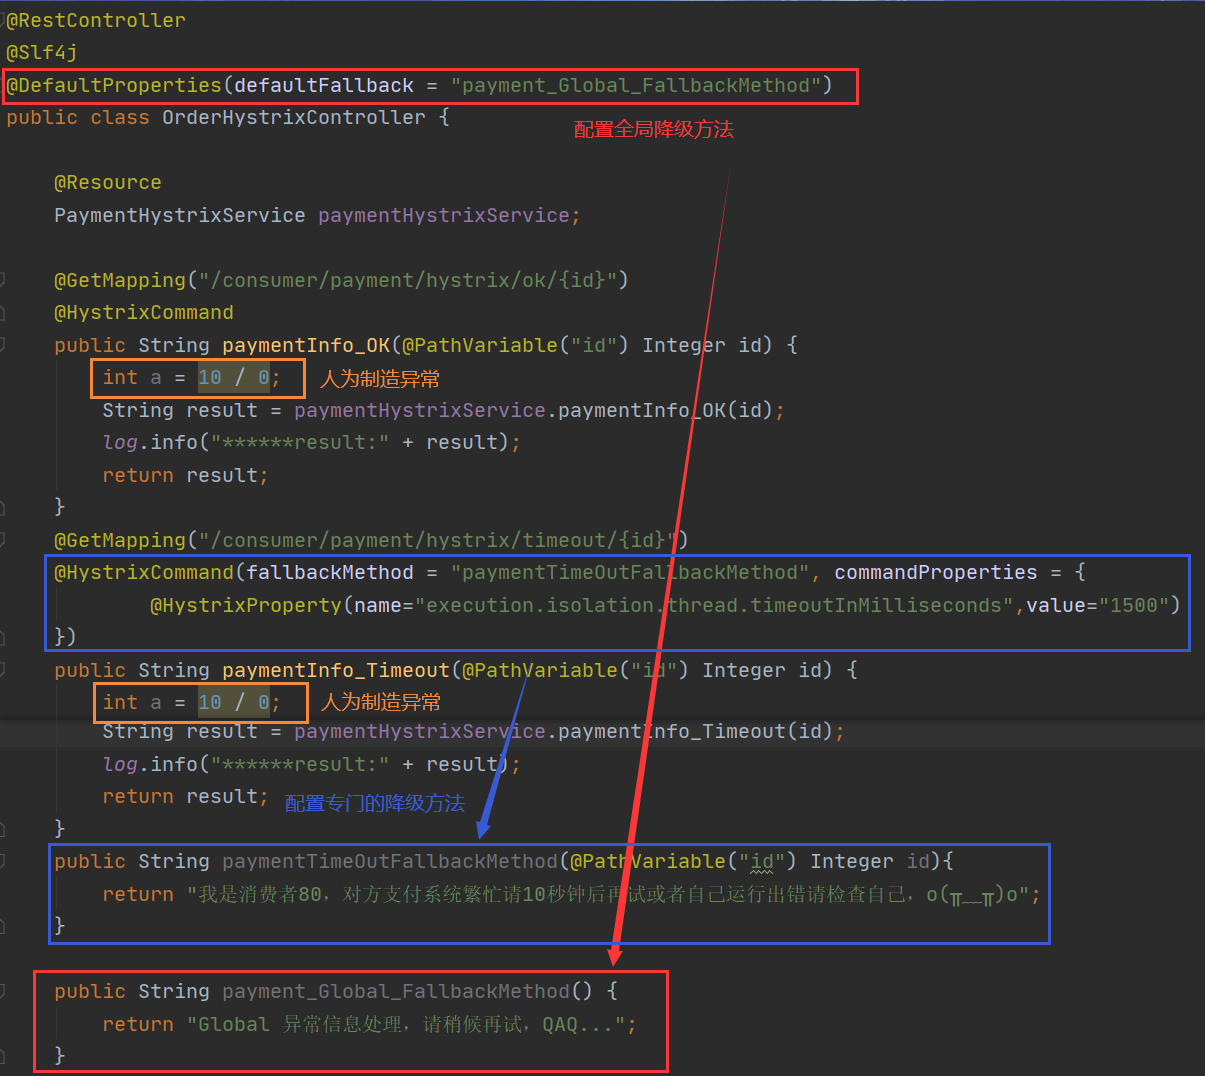 @RestController
@Slf4j
@DefaultProperties(defaultFallback = "payment_Global_FallbackMethod")
public class OrderHystrixController {
配置全局降级方法
@Resource
PaymentHystrixService paymentHystrixService;
@GetMapping("/consumer/payment/hystrix/ok/{id}")
@HystrixCommand
public String paymentInfo_OK(@PathVariable("id") Integer id) {
int a = 10 / 0; 人为制造异常
String result = paymentHystrixService.paymentInfo_OK(id);
log.info("******result:" + result);
return result;
}
@GetMapping("/consumer/payment/hystrix/timeout/{id}")
@HystrixCommand(fallbackMethod = "paymentTimeOutFallbackMethod", commandProperties = {
@HystrixProperty(name="execution.isolation.thread.timeoutInMilliseconds",value="1500")
})
public String paymentInfo_Timeout(@PathVariable("id") Integer id) {
int a = 10 / 0; 人为制造异常
String result = paymentHystrixService.paymentInfo_Timeout(id);
log.info("******result:" + result);
return result; 配置专门的降级方法
}
public String paymentTimeOutFallbackMethod(@PathVariable("id") Integer id){
return "我是消费者80，对方支付系统繁忙请10秒钟后再试或者自己运行出错请检查自己，o(╥﹏╥)o";
}
public String payment_Global_FallbackMethod() {
return "Global 异常信息处理，请稍候再试，QAQ...";
}